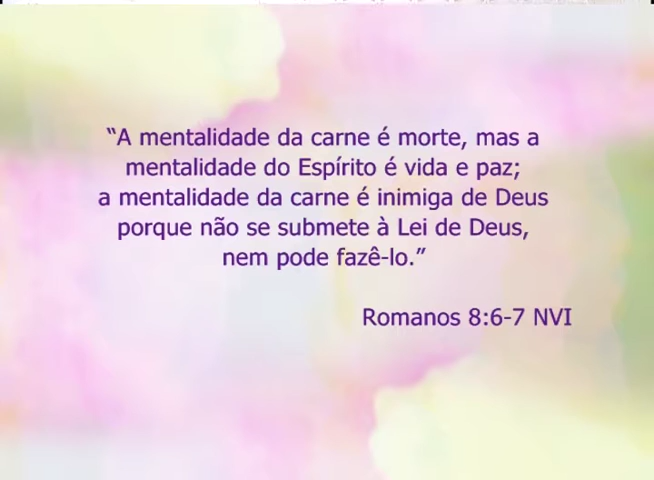 “A mentalidade da carne é morte, mas a
mentalidade do Espírito é vida e paz;
a mentalidade da carne é inimiga de Deus
porque não se submete à Lei de Deus,
nem pode fazê-lo.”
Romanos 8:6-7 NVI